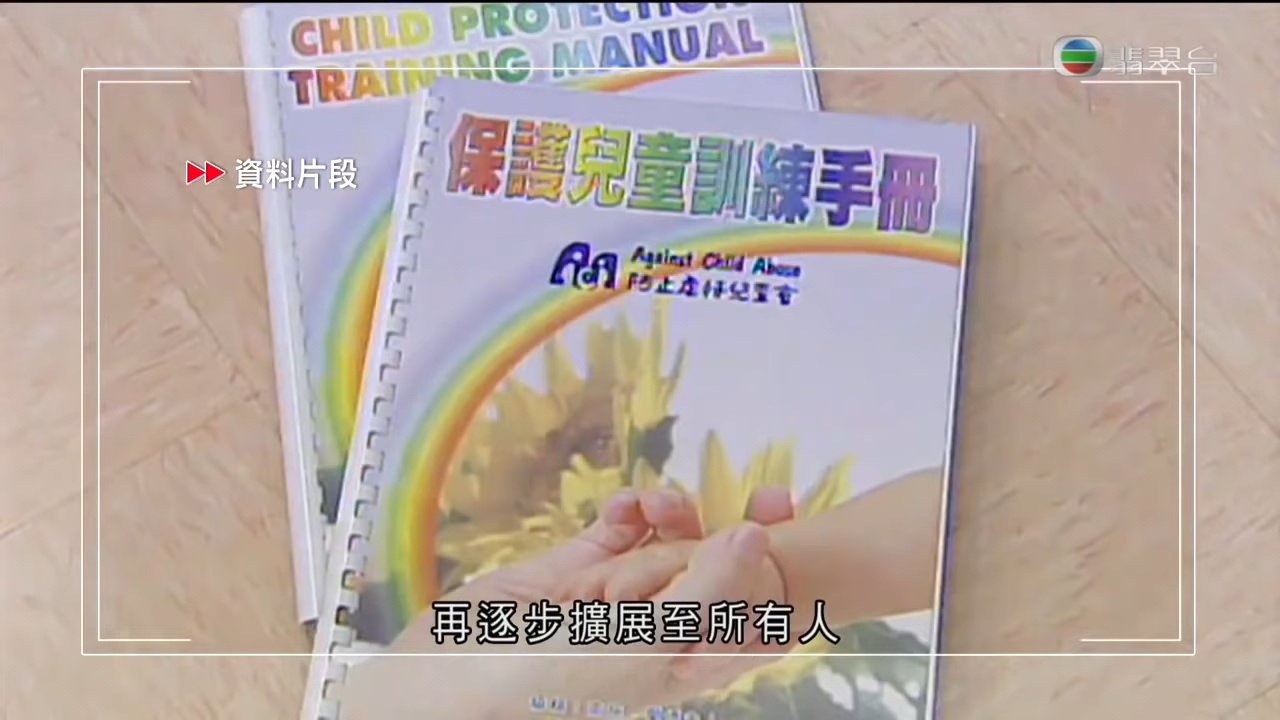 CHILD PROTECTION
TRAINING MANUAL
翡翠台
資料片段
保護兒童訓練手冊
Against Child Abuse
防止虐待兒童會
再逐步擴展至所有人